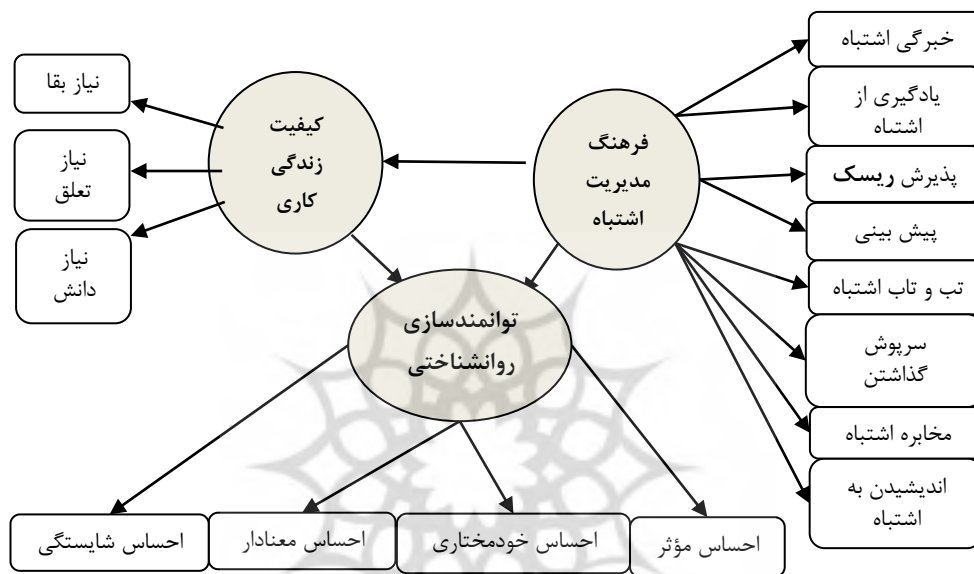 خبرگی اشتباه
یادگیری از
اشتباه
پذیرش ریسک
پیش بینی
تب و تاب اشتباه
سرپوش
گذاشتن
مخابره اشتباه
اندیشیدن به
اشتباه
فرهنگ
مدیریت
اشتباه
کیفیت
زندگی
کاری
نیاز بقا
نیاز
تعلق
نیاز
دانش
توانمندسازی
روانشناختی
احساس مؤثر
احساس خودمختاری
احساس معنادار
احساس شایستگی